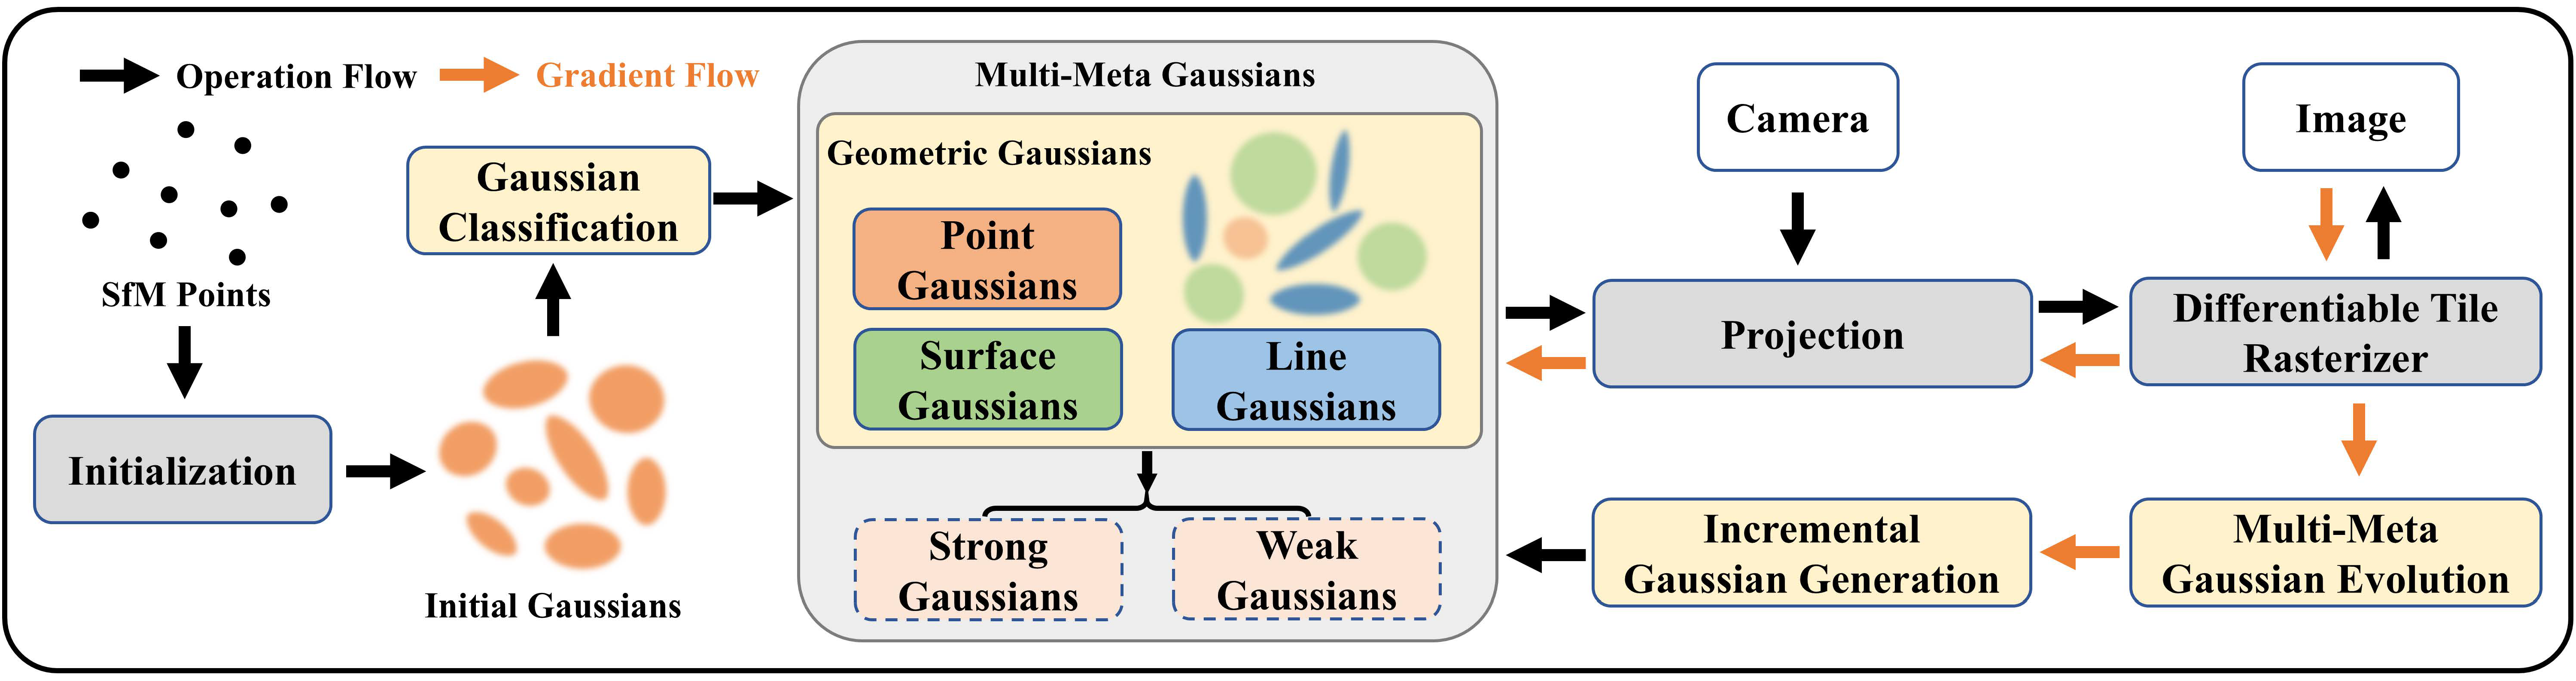 Operation Flow
Gradient Flow
SfM Points
Initialization
Initial Gaussians
Gaussian
Classification
Multi-Meta Gaussians
Geometric Gaussians
Point
Gaussians
Surface
Gaussians
Line
Gaussians
Strong
Gaussians
Weak
Gaussians
Camera
Projection
Image
Differentiable Tile
Rasterizer
Multi-Meta
Gaussian Evolution
Incremental
Gaussian Generation